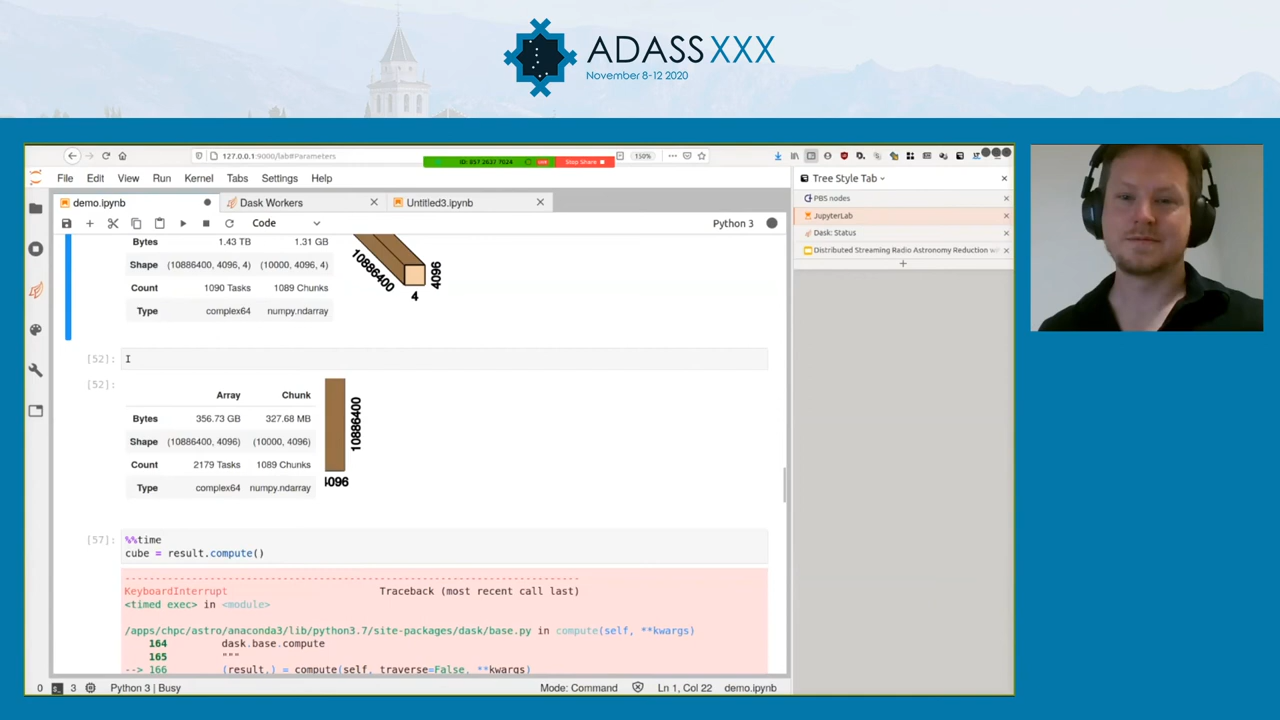 ADASS XXX
November 8-12 2020
127.0.0.1:9000/lab#Parameters
ID: 857 2637 7024
Stop Share
150%
Tree Style Tab
File Edit View Run Kernel Tabs Settings Help
PBS nodes
demo.ipynb
Dask Workers
Untitled3.ipynb
JupyterLab
Code
Python 3
Dask: Status
Distributed Streaming Radio Astronomy Reduction w
Bytes 1.43 TB 1.31 GB
Shape (10886400, 4096, 4) (10000, 4096, 4)
Count 1090 Tasks 1089 Chunks
Type complex64 numpy.ndarray
10886400
4096
4
[52]:
[52]:
Array Chunk
Bytes 356.73 GB 327.68 MB
Shape (10886400, 4096) (10000, 4096)
Count 2179 Tasks 1089 Chunks
Type complex64 numpy.ndarray
10886400
4096
[57]: %%time
cube = result.compute()
---------------------------------------------------------------------------
KeyboardInterrupt Traceback (most recent call last)
<timed exec> in <module>
/apps/chpc/astro/anaconda3/lib/python3.7/site-packages/dask/base.py in compute(self, **kwargs)
164 dask.base.compute
165 """
--> 166 (result,) = compute(self, traverse=False, **kwargs)
0 3 Python 3 | Busy Mode: Command Ln 1, Col 22 demo.ipynb